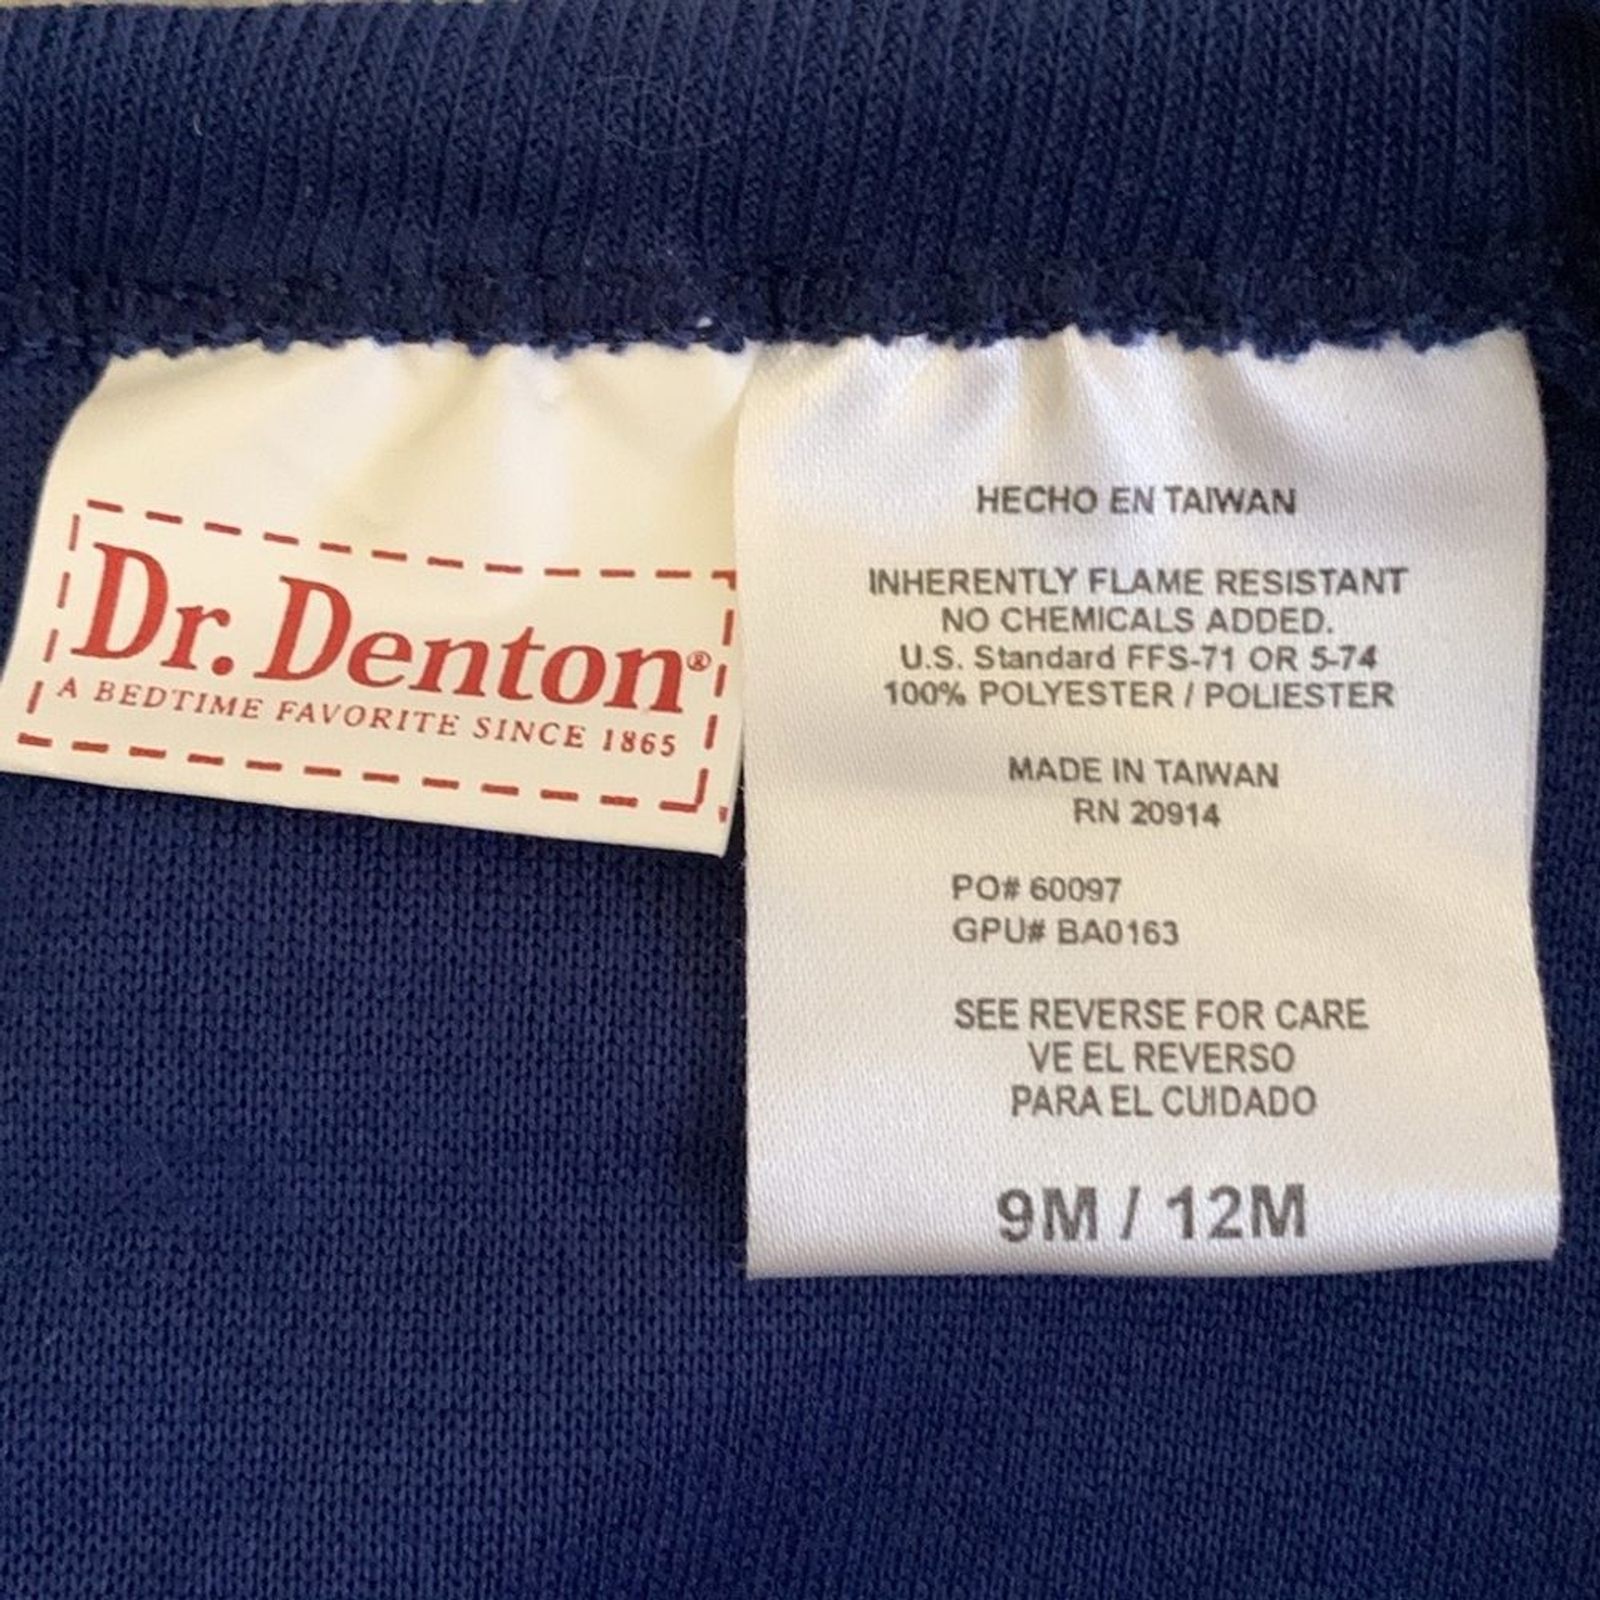 Dr. Denton®
A BEDTIME FAVORITE SINCE 1865
HECHO EN TAIWAN
INHERENTLY FLAME RESISTANT
NO CHEMICALS ADDED.
U.S. Standard FFS-71 OR 5-74
100% POLYESTER / POLIESTER
MADE IN TAIWAN
RN 20914
PO# 60097
GPU# BA0163
SEE REVERSE FOR CARE
VE EL REVERSO
PARA EL CUIDADO
9M / 12M